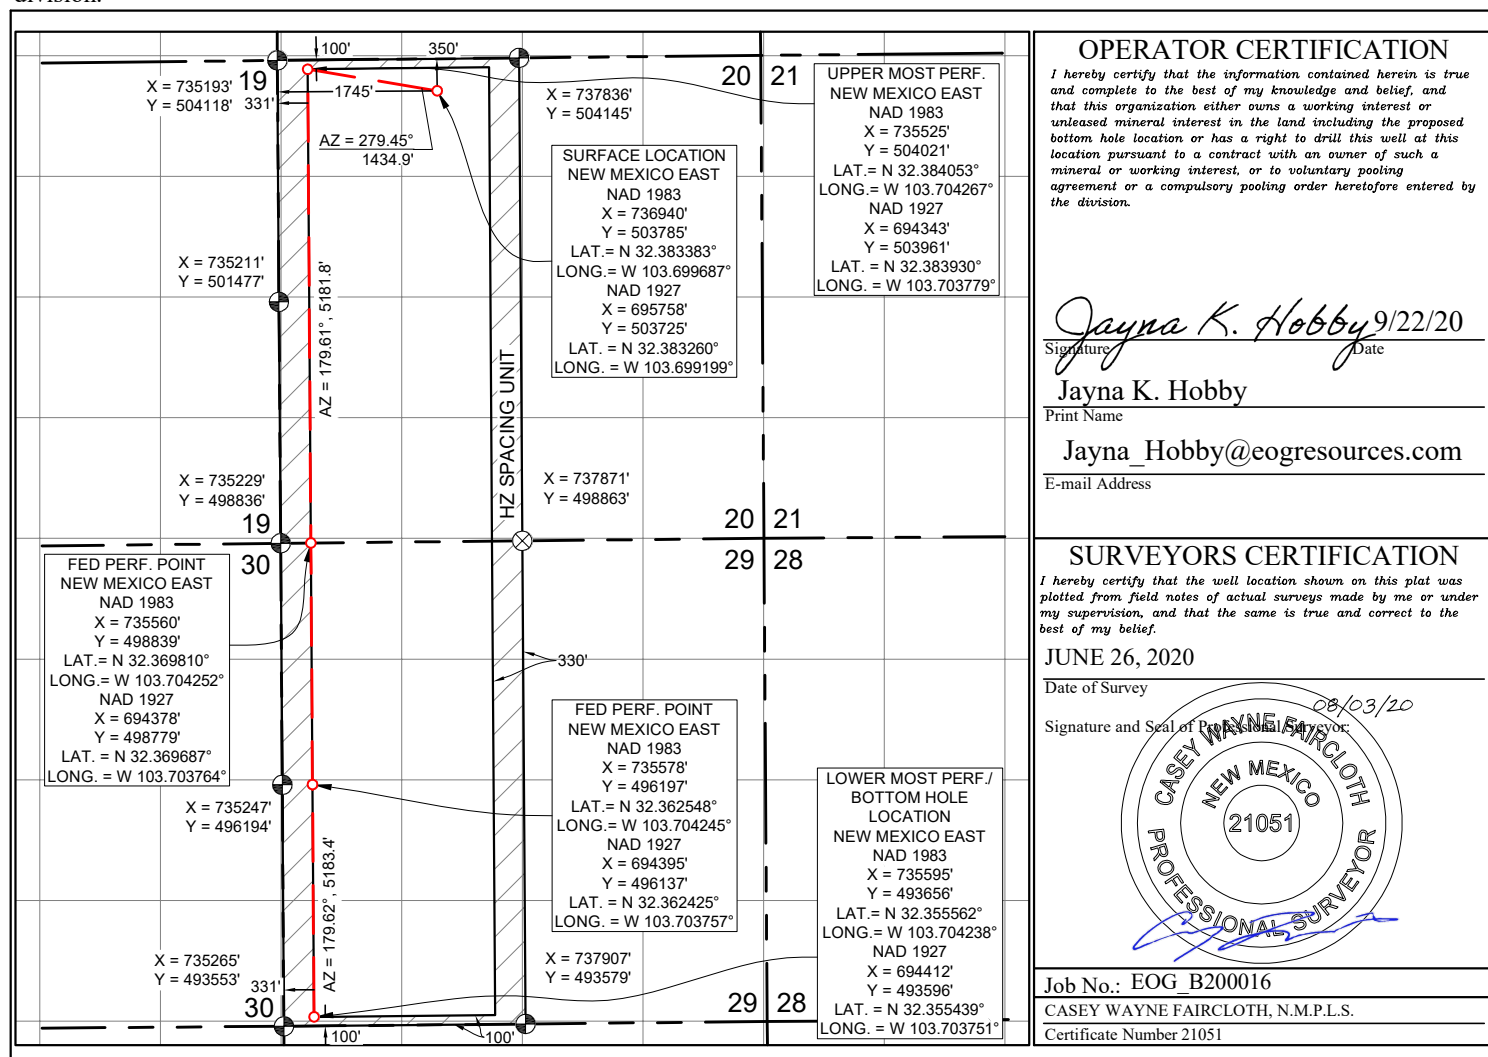 division.
100'
350'
19
20
21
X = 735193'
Y = 504118'
331'
1745'
X = 737836'
Y = 504145'
AZ = 279.45°
1434.9'
UPPER MOST PERF.
NEW MEXICO EAST
NAD 1983
X = 735525'
Y = 504021'
LAT.= N 32.384053°
LONG.= W 103.704267°
NAD 1927
X = 694343'
Y = 503961'
LAT. = N 32.383930°
LONG. = W 103.703779°
SURFACE LOCATION
NEW MEXICO EAST
NAD 1983
X = 736940'
Y = 503785'
LAT.= N 32.383383°
LONG.= W 103.699687°
NAD 1927
X = 695758'
Y = 503725'
LAT. = N 32.383260°
LONG. = W 103.699199°
X = 735211'
Y = 501477'
AZ = 179.61°, 5181.8'
HZ SPACING UNIT
X = 735229'
Y = 498836'
X = 737871'
Y = 498863'
19
20
21
30
29
28
FED PERF. POINT
NEW MEXICO EAST
NAD 1983
X = 735560'
Y = 498839'
LAT.= N 32.369810°
LONG.= W 103.704252°
NAD 1927
X = 694378'
Y = 498779'
LAT. = N 32.369687°
LONG. = W 103.703764°
330'
FED PERF. POINT
NEW MEXICO EAST
NAD 1983
X = 735578'
Y = 496197'
LAT.= N 32.362548°
LONG.= W 103.704245°
NAD 1927
X = 694395'
Y = 496137'
LAT. = N 32.362425°
LONG. = W 103.703757°
X = 735247'
Y = 496194'
AZ = 179.62°, 5183.4'
LOWER MOST PERF./
BOTTOM HOLE
LOCATION
NEW MEXICO EAST
NAD 1983
X = 735595'
Y = 493656'
LAT.= N 32.355562°
LONG.= W 103.704238°
NAD 1927
X = 694412'
Y = 493596'
LAT. = N 32.355439°
LONG. = W 103.703751°
X = 735265'
Y = 493553'
331'
X = 737907'
Y = 493579'
30
29
28
100'
100'
OPERATOR CERTIFICATION
I hereby certify that the information contained herein is true
and complete to the best of my knowledge and belief, and
that this organization either owns a working interest or
unleased mineral interest in the land including the proposed
bottom hole location or has a right to drill this well at this
location pursuant to a contract with an owner of such a
mineral or working interest, or to voluntary pooling
agreement or a compulsory pooling order heretofore entered by
the division.
Jayna K. Hobby 9/22/20
Signature Date
Jayna K. Hobby
Print Name
Jayna_Hobby@eogresources.com
E-mail Address
SURVEYORS CERTIFICATION
I hereby certify that the well location shown on this plat was
plotted from field notes of actual surveys made by me or under
my supervision, and that the same is true and correct to the
best of my belief.
JUNE 26, 2020
Date of Survey
08/03/20
Signature and Seal of Professional Surveyor:
CASEY WAYNE FAIRCLOTH
NEW MEXICO
21051
PROFESSIONAL SURVEYOR
Job No.: EOG_B200016
CASEY WAYNE FAIRCLOTH, N.M.P.L.S.
Certificate Number 21051